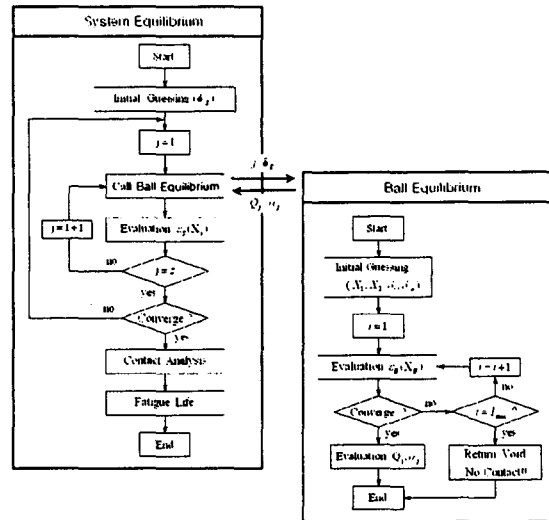 System Equilibrium
Start
Initial Guessing
j=1
Call Ball Equilibrium
Evaluation
j=1+1
no
j = z
yes
no
Converge ?
yes
Contact Analysis
Fatigue Life
End
Ball Equilibrium
Start
Initial Guessing
i=1
Evaluation
i=i+1
no
Converge ?
no
yes
yes
Evaluation
Return Void
No Contact!!
End